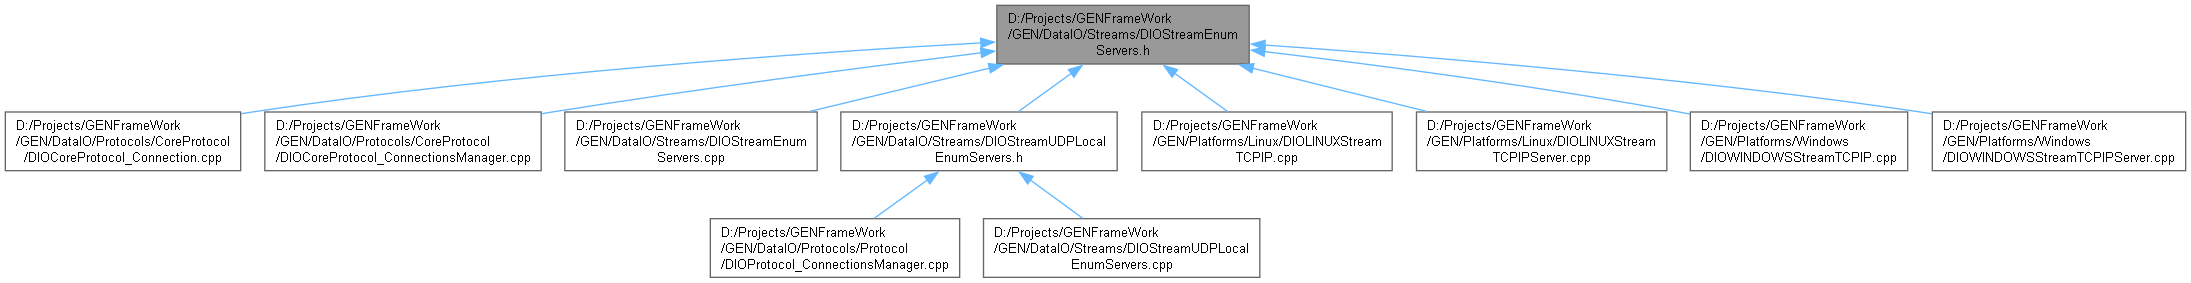 D:/Projects/GENFrameWork
/GEN/DataIO/Streams/DIOStreamEnum
Servers.h
D:/Projects/GENFrameWork
/GEN/DataIO/Protocols/CoreProtocol
/DIOCoreProtocol_Connection.cpp
D:/Projects/GENFrameWork
/GEN/DataIO/Protocols/CoreProtocol
/DIOCoreProtocol_ConnectionsManager.cpp
D:/Projects/GENFrameWork
/GEN/DataIO/Streams/DIOStreamEnum
Servers.cpp
D:/Projects/GENFrameWork
/GEN/DataIO/Streams/DIOStreamUDPLocal
EnumServers.h
D:/Projects/GENFrameWork
/GEN/Platforms/Linux/DIOLINUXStream
TCPIP.cpp
D:/Projects/GENFrameWork
/GEN/Platforms/Linux/DIOLINUXStream
TCPIPServer.cpp
D:/Projects/GENFrameWork
/GEN/Platforms/Windows
/DIOWINDOWSStreamTCPIP.cpp
D:/Projects/GENFrameWork
/GEN/Platforms/Windows
/DIOWINDOWSStreamTCPIPServer.cpp
D:/Projects/GENFrameWork
/GEN/DataIO/Protocols/Protocol
/DIOProtocol_ConnectionsManager.cpp
D:/Projects/GENFrameWork
/GEN/DataIO/Streams/DIOStreamUDPLocal
EnumServers.cpp